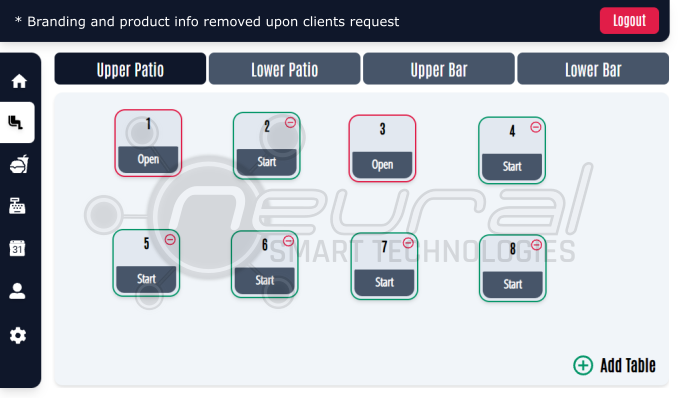 * Branding and product info removed upon clients request
Logout
Upper Patio
Lower Patio
Upper Bar
Lower Bar
1
Open
2
Start
3
Open
4
Start
neural
SMART TECHNOLOGIES
5
Start
6
Start
7
Start
8
Start
31
Add Table